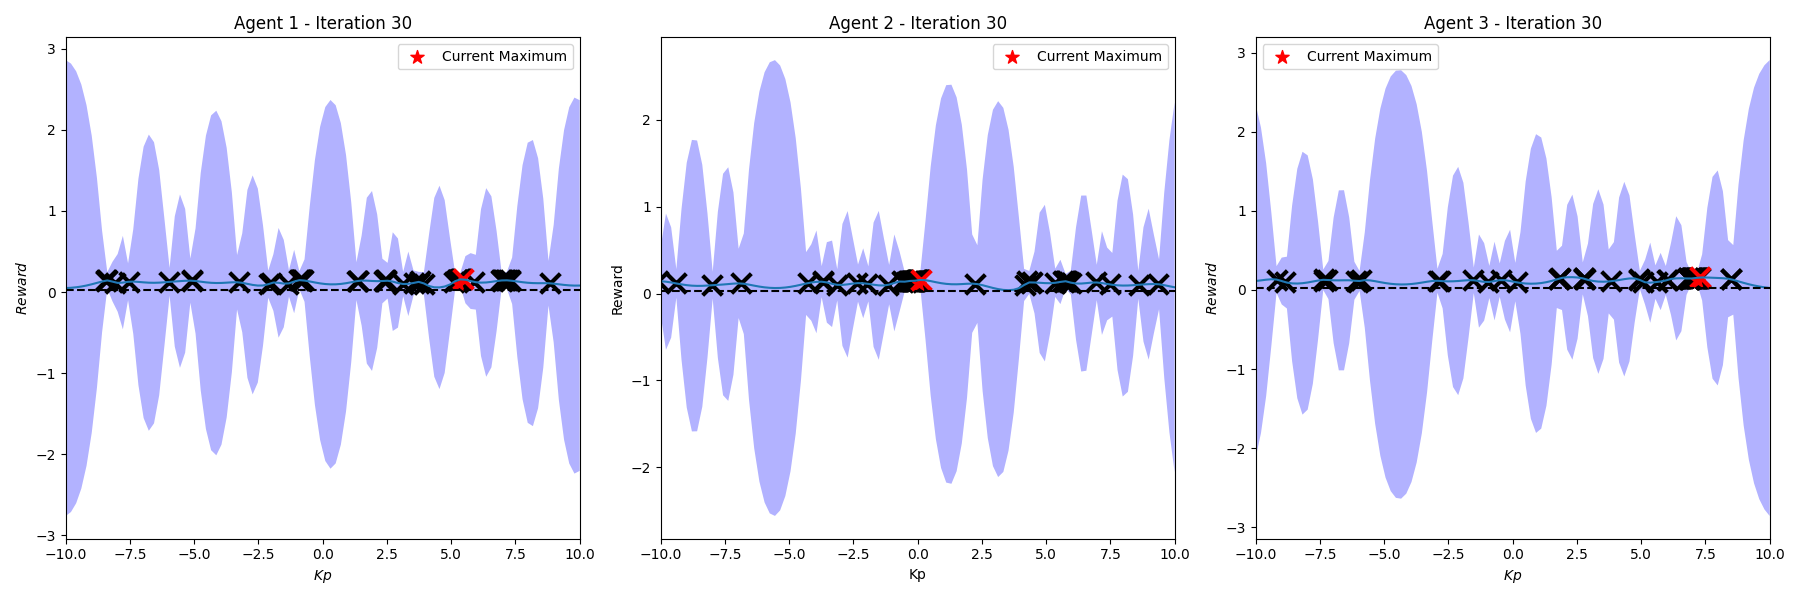 Agent 1 - Iteration 30
Current Maximum
Reward
3
2
1
0
−1
−2
−3
−10.0 −7.5 −5.0 −2.5 0.0 2.5 5.0 7.5 10.0
Kp
Agent 2 - Iteration 30
Current Maximum
Reward
2
1
0
−1
−2
−10.0 −7.5 −5.0 −2.5 0.0 2.5 5.0 7.5 10.0
Kp
Agent 3 - Iteration 30
Current Maximum
Reward
3
2
1
0
−1
−2
−3
−10.0 −7.5 −5.0 −2.5 0.0 2.5 5.0 7.5 10.0
Kp